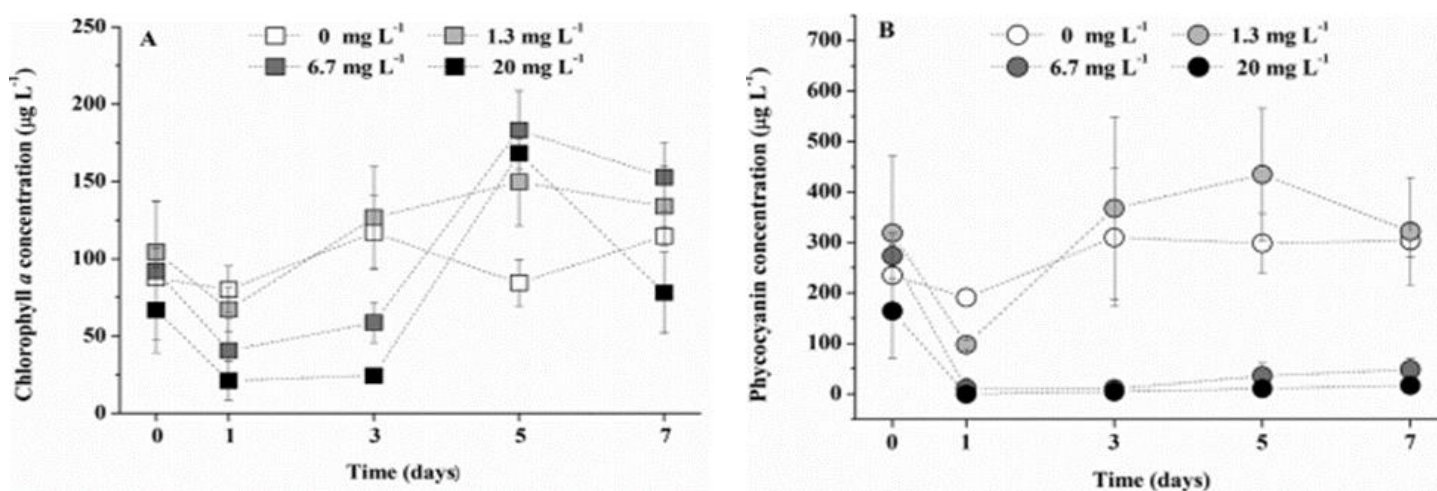 A
0 mg L⁻¹ 1.3 mg L⁻¹
6.7 mg L⁻¹ 20 mg L⁻¹
250
200
150
100
50
0
Chlorophyll a concentration (µg L⁻¹)
0 1 3 5 7
Time (days)
B
0 mg L⁻¹ 1.3 mg L⁻¹
6.7 mg L⁻¹ 20 mg L⁻¹
700
600
500
400
300
200
100
0
Phycocyanin concentration (µg L⁻¹)
0 1 3 5 7
Time (days)